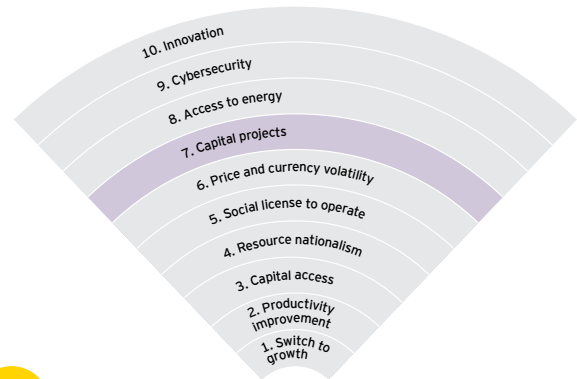 10. Innovation
9. Cybersecurity
8. Access to energy
7. Capital projects
6. Price and currency volatility
5. Social license to operate
4. Resource nationalism
3. Capital access
2. Productivity
improvement
1. Switch to
growth